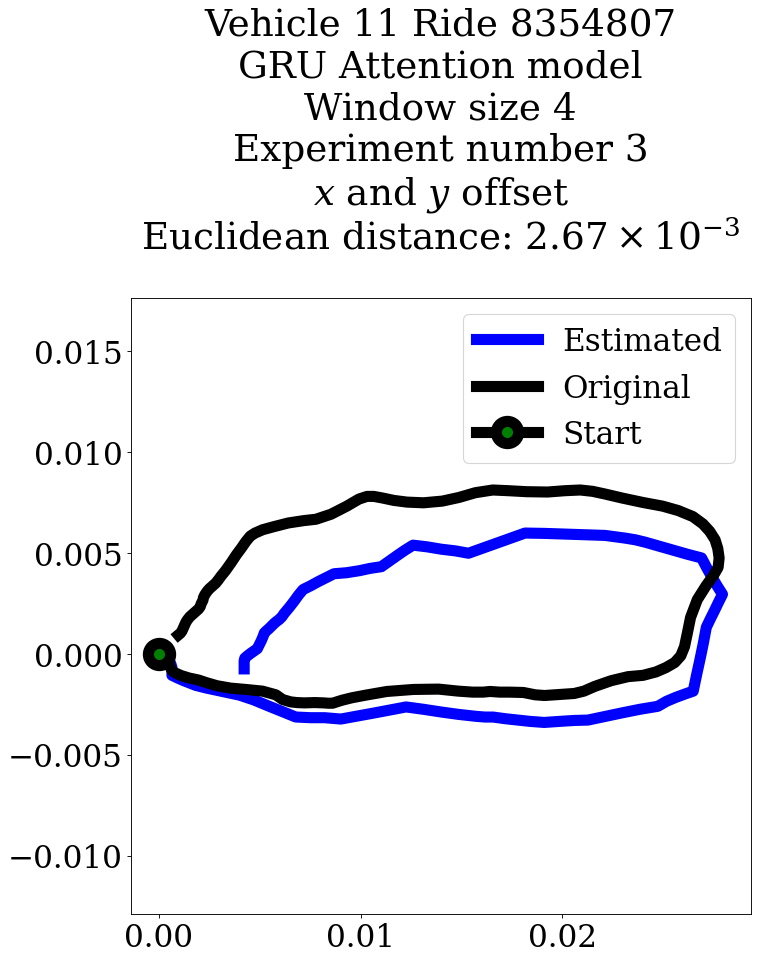 Vehicle 11 Ride 8354807
GRU Attention model
Window size 4
Experiment number 3
x and y offset
Euclidean distance: 2.67 × 10⁻³
Estimated
Original
Start
0.015
0.010
0.005
0.000
−0.005
−0.010
0.00 0.01 0.02